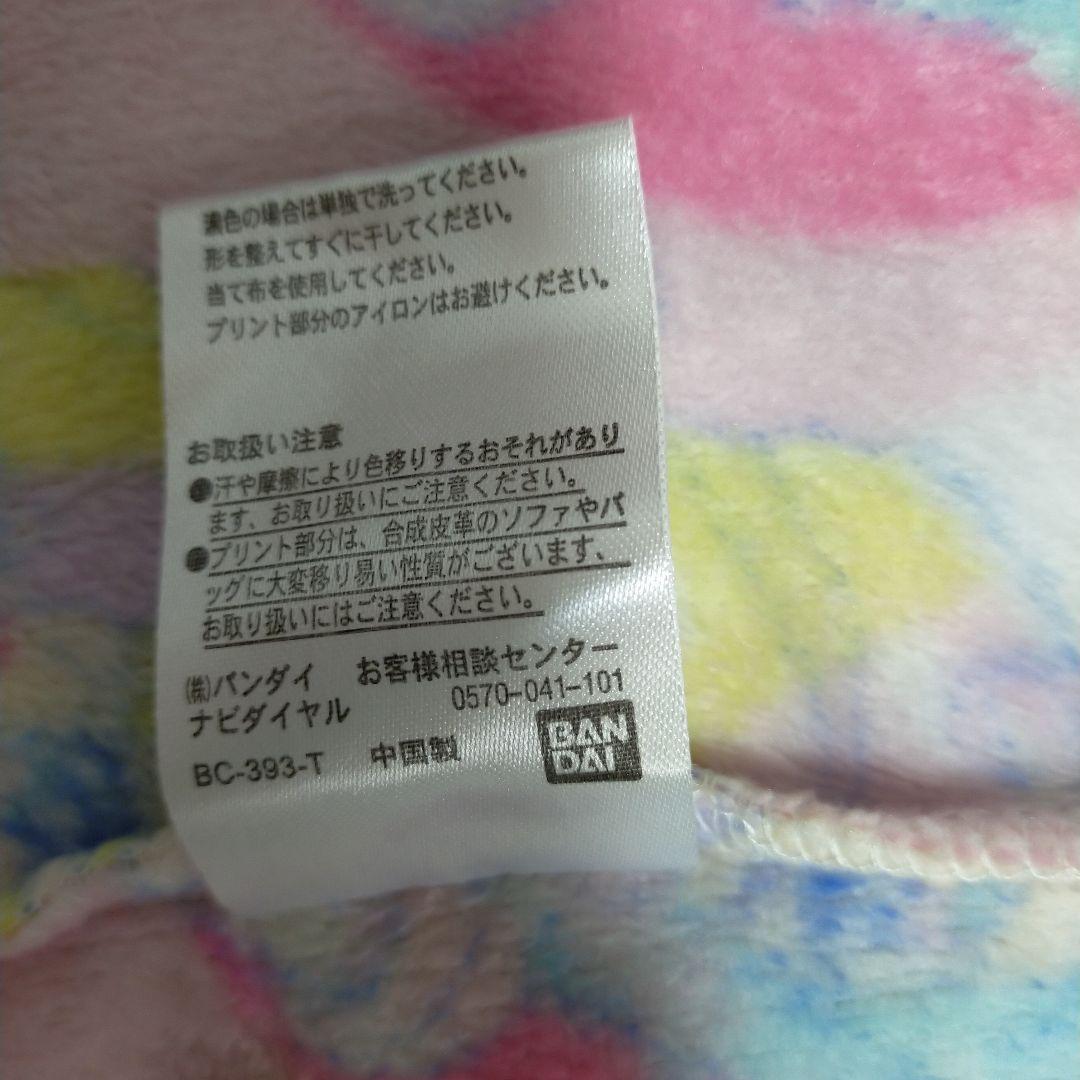 濃色の場合は単独で洗ってください。
形を整えてすぐに干してください。
当て布を使用してください。
プリント部分のアイロンはお避けください。
お取扱い注意
●汗や摩擦により色移りするおそれがあり
ます、お取り扱いにご注意ください。
●プリント部分は、合成皮革のソファやバ
ッグに大変移り易い性質がございます、
お取り扱いにはご注意ください。
㈱バンダイ お客様相談センター
ナビダイヤル 0570-041-101
BC-393-T 中国製
BAN
DAI